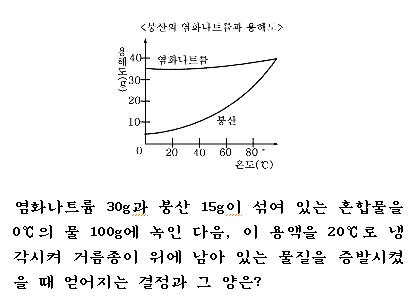 <붕산의 염화나트륨과 용해도>
용해도(g)
40
30
20
10
0
20
40
60
80
온도(℃)
염화나트륨
붕산
염화나트륨 30g과 붕산 15g이 섞여 있는 혼합물을
0℃의 물 100g에 녹인 다음, 이 용액을 20℃로 냉
각시켜 거름종이 위에 남아 있는 물질을 증발시켰
을 때 얻어지는 결정과 그 양은?